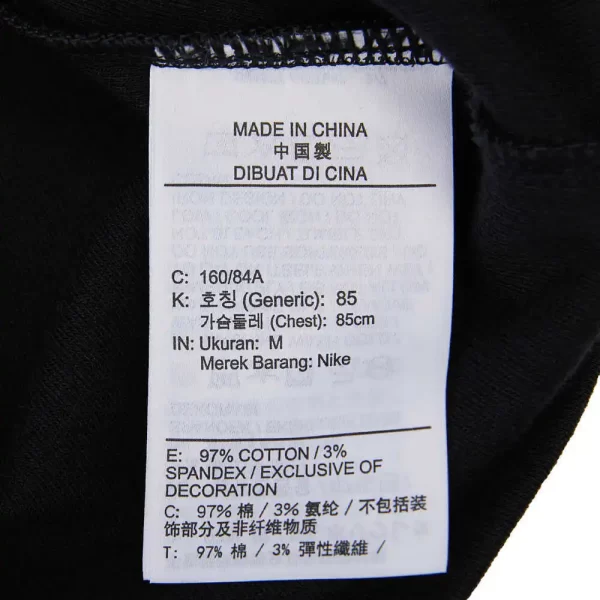 MADE IN CHINA
中国製
DIBUAT DI CINA
C: 160/84A
K: 호칭 (Generic): 85
가슴둘레 (Chest): 85cm
IN: Ukuran: M
Merek Barang: Nike
E: 97% COTTON / 3%
SPANDEX / EXCLUSIVE OF
DECORATION
C: 97% 棉 / 3% 氨纶 / 不包括装
饰部分及非纤维物质
T: 97% 棉 / 3% 彈性纖維 /